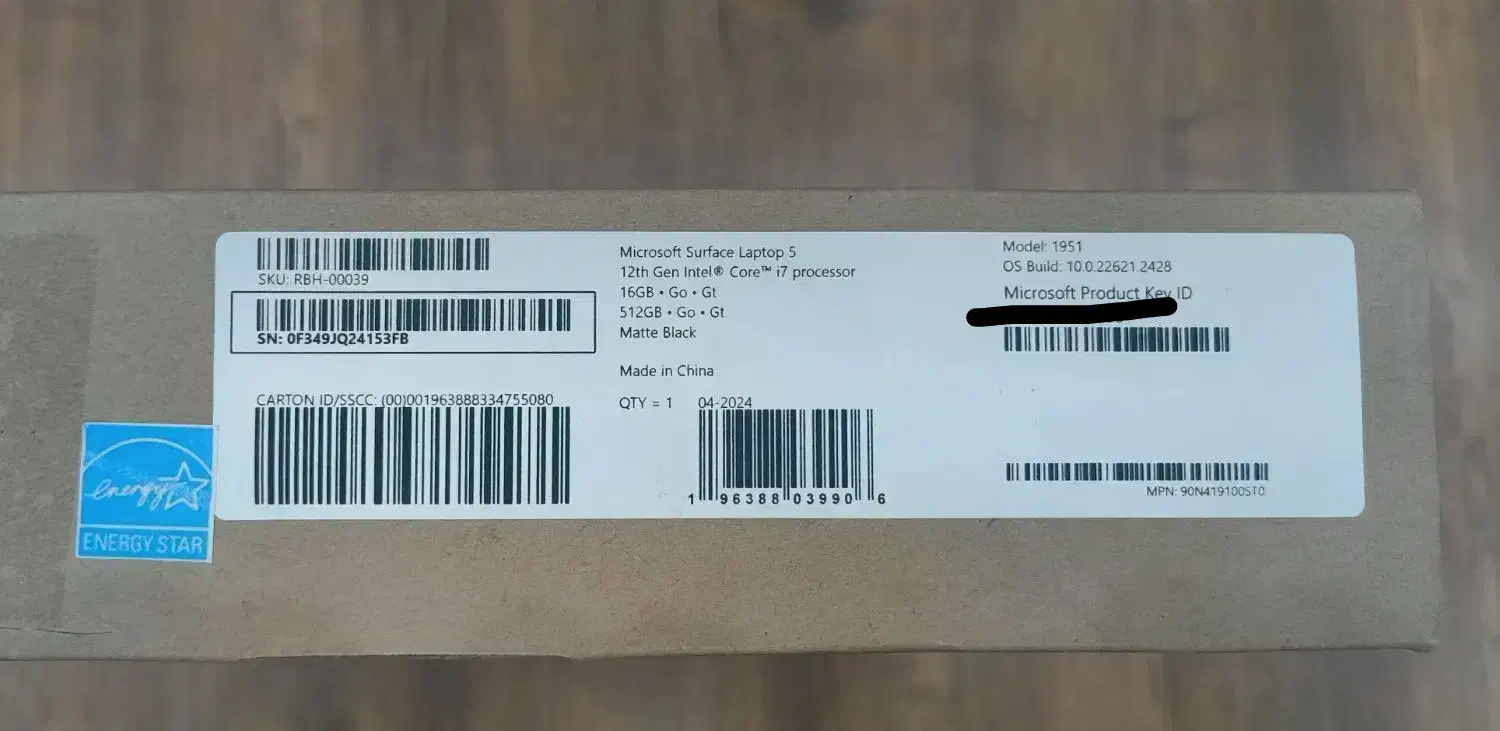 SKU: RBH-00039
SN: 0F349JQ24153FB
CARTON ID/SSCC: (00)001963888334755080
Microsoft Surface Laptop 5
12th Gen Intel® Core™ i7 processor
16GB • Go • Gt
512GB • Go • Gt
Matte Black
Made in China
QTY = 1 04-2024
1 96388 03990 6
Model: 1951
OS Build: 10.0.22621.2428
Microsoft Product Key ID
MPN: 90N419100ST0
energy
ENERGY STAR